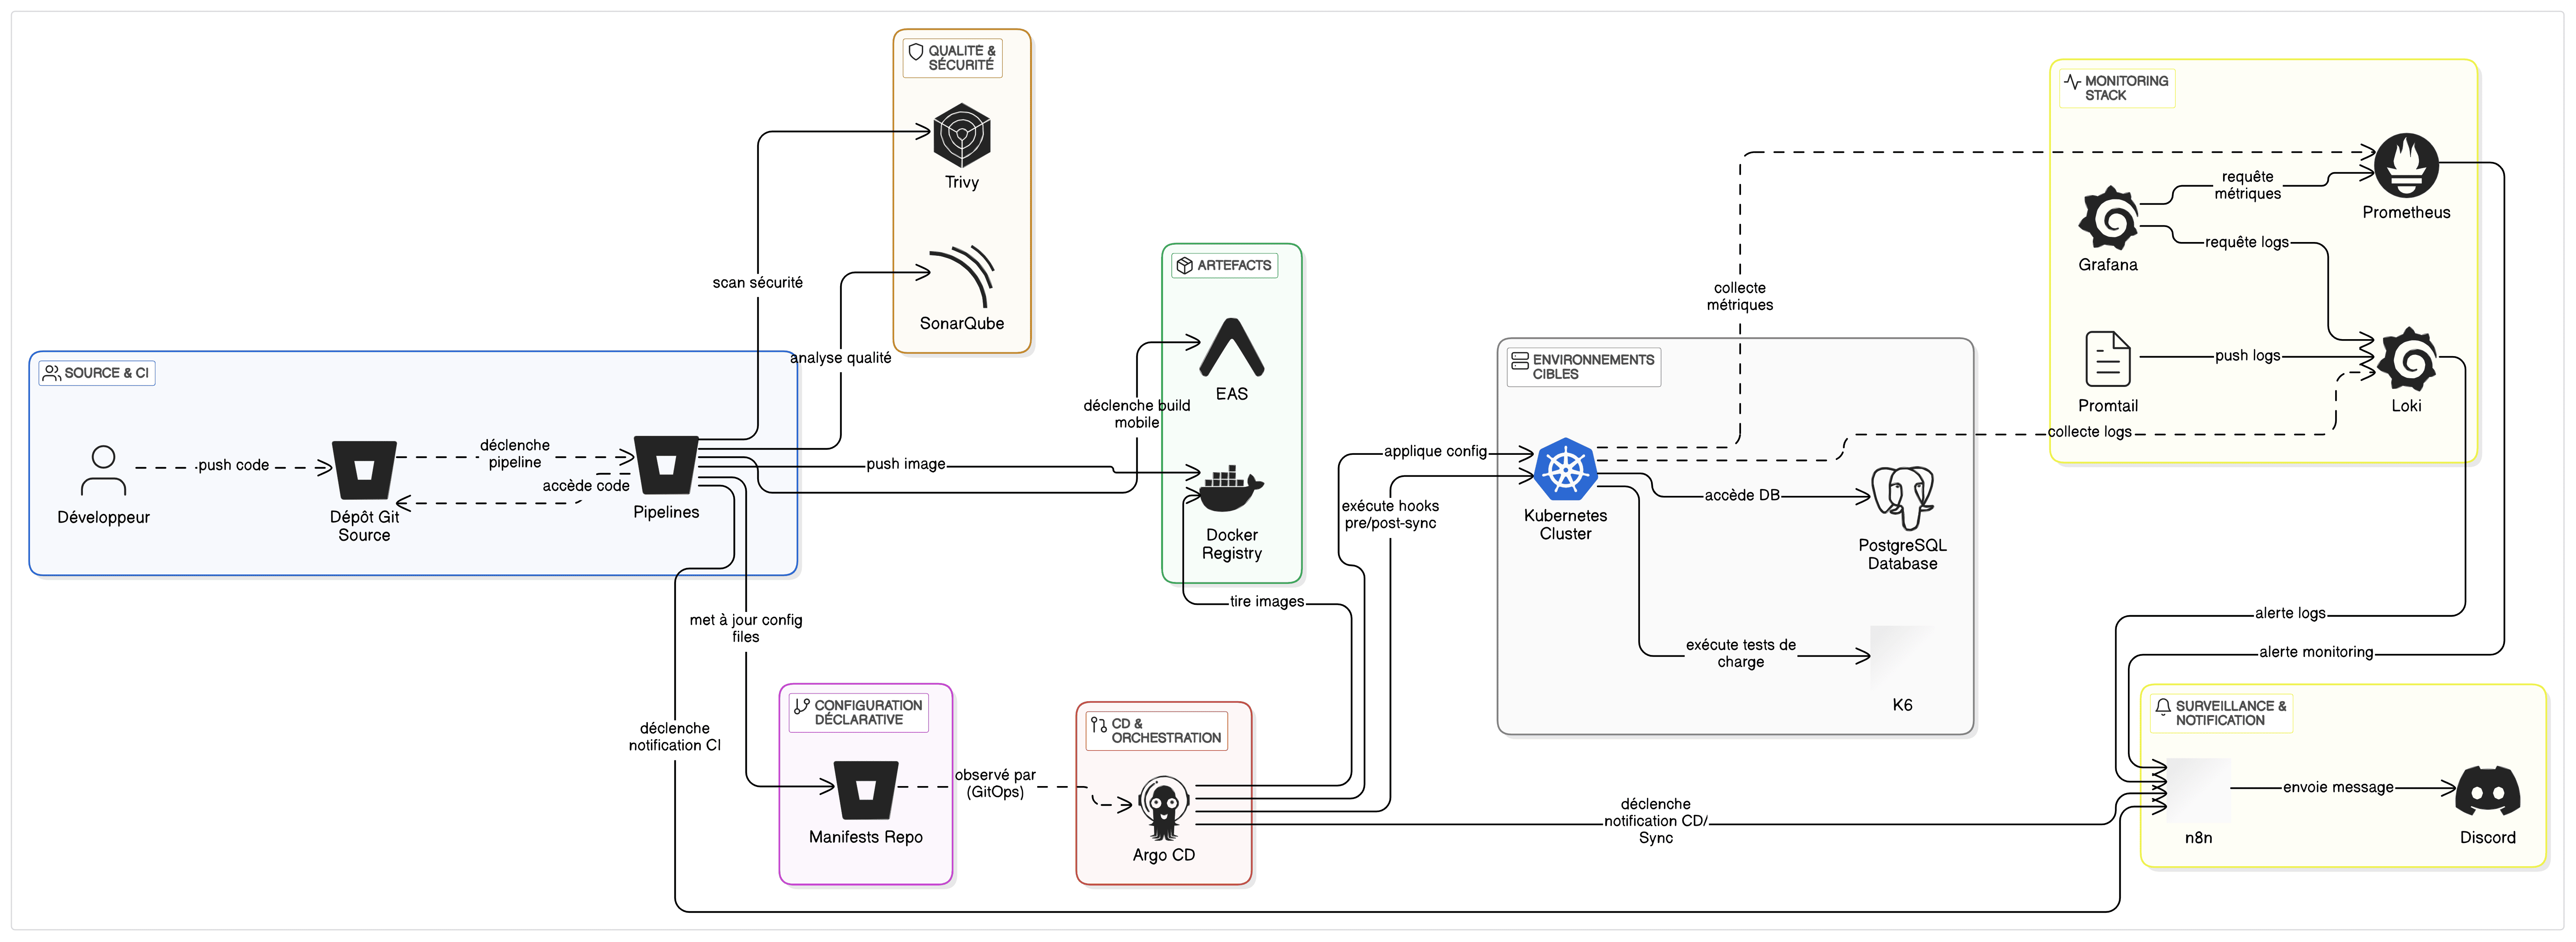 QUALITÉ &
SÉCURITÉ
Trivy
SonarQube
scan sécurité
analyse qualité
SOURCE & CI
Développeur
push code
Dépôt Git
Source
déclenche
pipeline
accède code
Pipelines
ARTEFACTS
EAS
déclenche build
mobile
push image
Docker
Registry
tire images
met à jour config
files
déclenche
notification CI
CONFIGURATION
DÉCLARATIVE
Manifests Repo
observé par
(GitOps)
CD &
ORCHESTRATION
Argo CD
applique config
exécute hooks
pre/post-sync
ENVIRONNEMENTS
CIBLES
Kubernetes
Cluster
accède DB
PostgreSQL
Database
exécute tests de
charge
K6
collecte
métriques
collecte logs
MONITORING
STACK
requête
métriques
Prometheus
Grafana
requête logs
Promtail
push logs
Loki
alerte logs
alerte monitoring
déclenche
notification CD/
Sync
SURVEILLANCE &
NOTIFICATION
n8n
envoie message
Discord